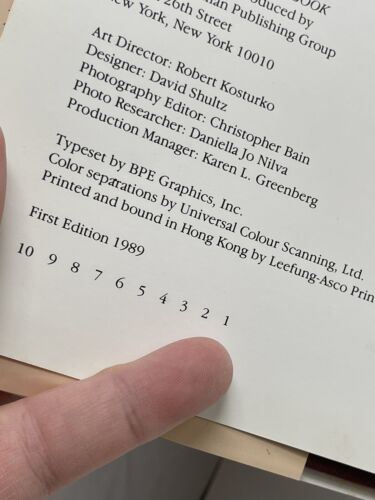 BOOK
oduced by
Publishing Group
26th Street
New York, New York 10010
Art Director: Robert Kosturko
Designer: David Shultz
Photography Editor: Christopher Bain
Photo Researcher: Daniella Jo Nilva
Production Manager: Karen L. Greenberg
Typeset by BPE Graphics, Inc.
Color separations by Universal Colour Scanning, Ltd.
Printed and bound in Hong Kong by Leefung-Asco Prin
First Edition 1989
10 9 8 7 6 5 4 3 2 1